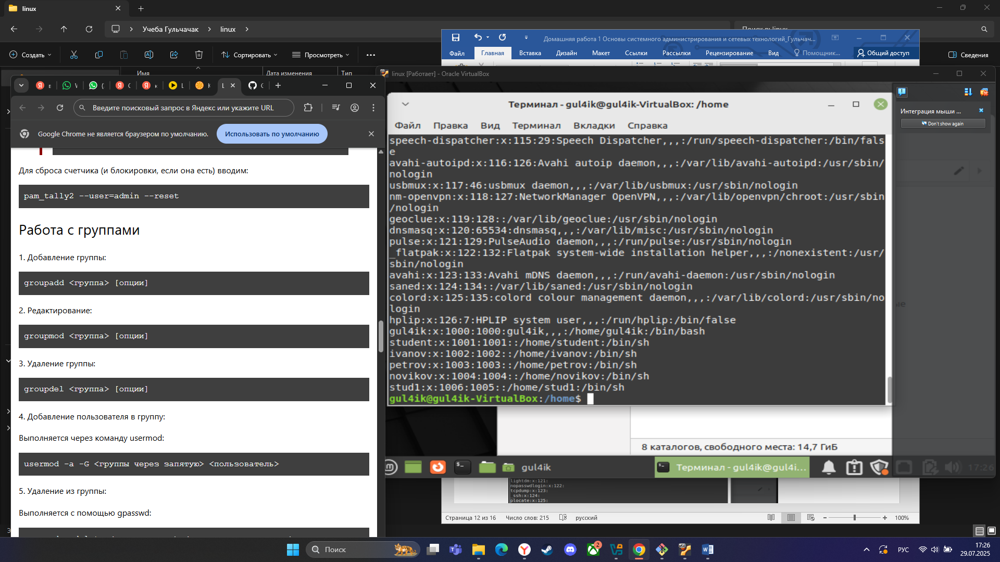 linux
Учеба Гульчачак
linux
Создать
Сортировать
Просмотреть
Сведения
Имя
Дата изменения
Тип
Домашняя работа 1 Основы системного администрирования и сетевых технологий_Гульчач...
Файл
Главная
Вставка
Дизайн
Макет
Ссылки
Рассылки
Рецензирование
Вид
Помощник...
Общий доступ
linux [Работает] - Oracle VirtualBox
Введите поисковый запрос в Яндекс или укажите URL
Google Chrome не является браузером по умолчанию.
Использовать по умолчанию
Для сброса счетчика (и блокировки, если она есть) вводим:
pam_tally2 --user=admin --reset
Работа с группами
1. Добавление группы:
groupadd <группа> [опции]
2. Редактирование:
groupmod <группа> [опции]
3. Удаление группы:
groupdel <группа> [опции]
4. Добавление пользователя в группу:
Выполняется через команду usermod:
usermod -a -G <группы через запятую> <пользователь>
5. Удаление из группы:
Выполняется с помощью gpasswd:
Терминал - gul4ik@gul4ik-VirtualBox: /home
Файл
Правка
Вид
Терминал
Вкладки
Справка
speech-dispatcher:x:115:29:Speech Dispatcher,,,:/run/speech-dispatcher:/bin/fals
e
avahi-autoipd:x:116:126:Avahi autoip daemon,,,:/var/lib/avahi-autoipd:/usr/sbin/
nologin
usbmux:x:117:46:usbmux daemon,,,:/var/lib/usbmux:/usr/sbin/nologin
nm-openvpn:x:118:127:NetworkManager OpenVPN,,,:/var/lib/openvpn/chroot:/usr/sbin
/nologin
geoclue:x:119:128::/var/lib/geoclue:/usr/sbin/nologin
dnsmasq:x:120:65534:dnsmasq,,,:/var/lib/misc:/usr/sbin/nologin
pulse:x:121:129:PulseAudio daemon,,,:/run/pulse:/usr/sbin/nologin
_flatpak:x:122:132:Flatpak system-wide installation helper,,,:/nonexistent:/usr/
sbin/nologin
avahi:x:123:133:Avahi mDNS daemon,,,:/run/avahi-daemon:/usr/sbin/nologin
saned:x:124:134::/var/lib/saned:/usr/sbin/nologin
colord:x:125:135:colord colour management daemon,,,:/var/lib/colord:/usr/sbin/no
login
hplip:x:126:7:HPLIP system user,,,:/run/hplip:/bin/false
gul4ik:x:1000:1000:gul4ik,,,:/home/gul4ik:/bin/bash
student:x:1001:1001::/home/student:/bin/sh
ivanov:x:1002:1002::/home/ivanov:/bin/sh
petrov:x:1003:1003::/home/petrov:/bin/sh
novikov:x:1004:1004::/home/novikov:/bin/sh
stud1:x:1006:1005::/home/stud1:/bin/sh
gul4ik@gul4ik-VirtualBox:/home$
Интеграция мыши ...
Don't show again
8 каталогов, свободного места: 14,7 ГиБ
gul4ik
Терминал - gul4ik@gul4i...
17:26
lightdm:x:121:
nopasswdlogin:x:122:
tcpdump:x:123:
_ssh:x:124:
plocate:x:125:
Страница 12 из 16
Число слов: 215
русский
100%
Поиск
2
РУС
17:26
29.07.2025